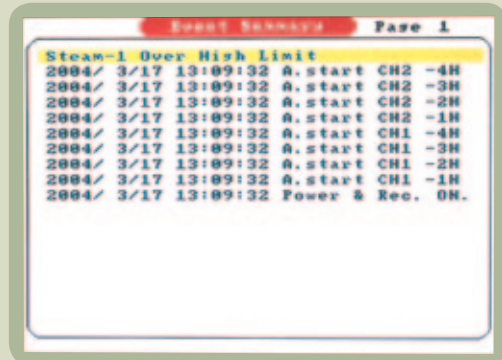 Event Summary Page 1
Steam-1 Over High Limit
2004/ 3/17 13:09:32 A.start CH2 -4H
2004/ 3/17 13:09:32 A.start CH2 -3H
2004/ 3/17 13:09:32 A.start CH2 -2H
2004/ 3/17 13:09:32 A.start CH2 -1H
2004/ 3/17 13:09:32 A.start CH1 -4H
2004/ 3/17 13:09:32 A.start CH1 -3H
2004/ 3/17 13:09:32 A.start CH1 -2H
2004/ 3/17 13:09:32 A.start CH1 -1H
2004/ 3/17 13:09:32 Power & Rec. ON.